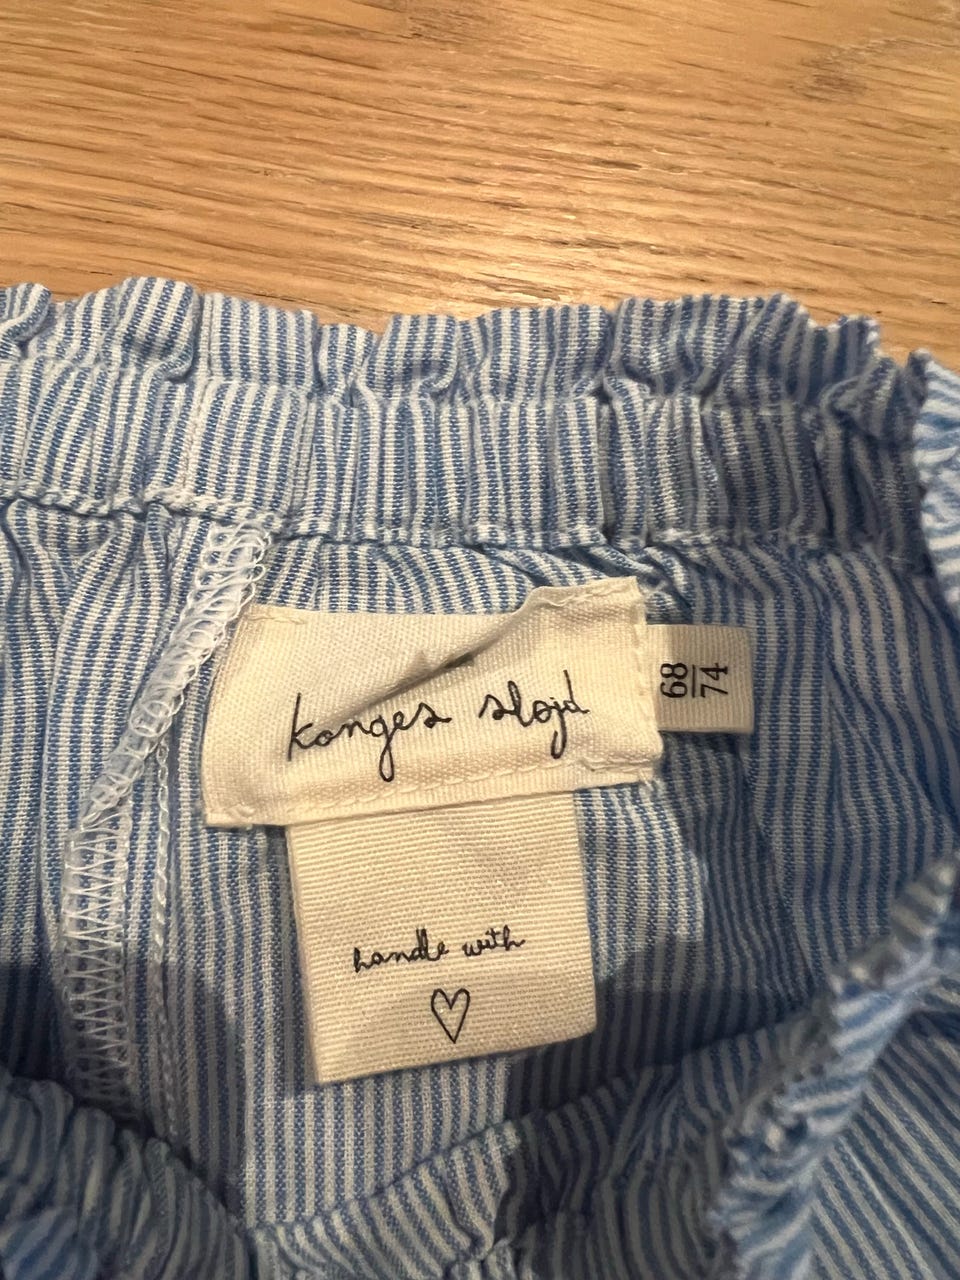 konges sløjd
68
74
handle with